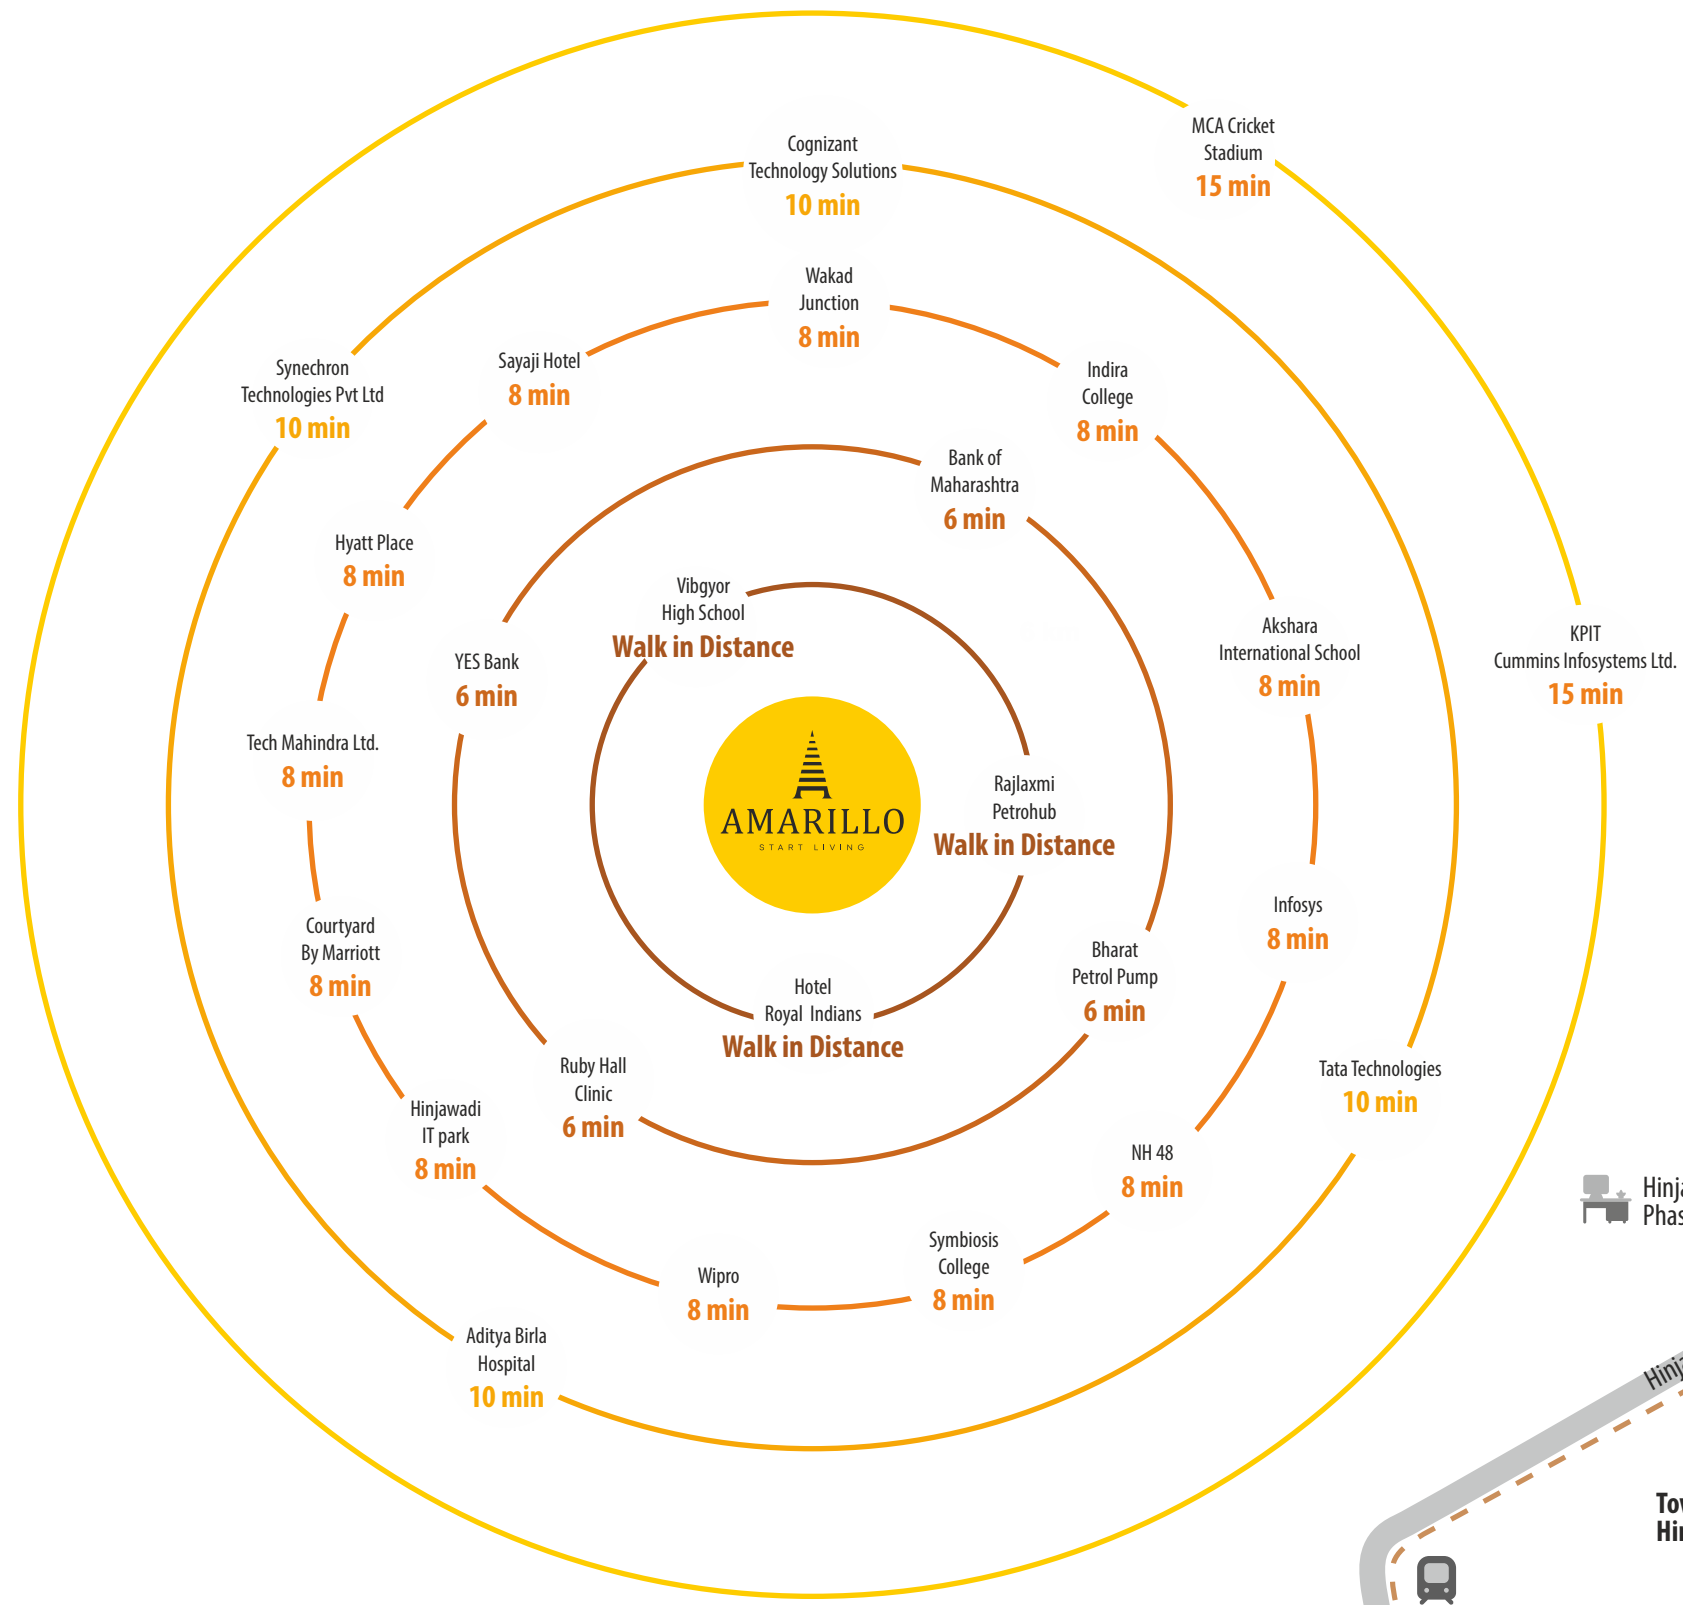 MCA Cricket
Stadium
15 min
Cognizant
Technology Solutions
10 min
Wakad
Junction
8 min
Sayaji Hotel
8 min
Synechron
Technologies Pvt Ltd
10 min
Indira
College
8 min
Bank of
Maharashtra
6 min
Hyatt Place
8 min
Vibgyor
High School
Walk in Distance
Akshara
International School
8 min
KPIT
Cummins Infosystems Ltd.
15 min
YES Bank
6 min
Tech Mahindra Ltd.
8 min
AMARILLO
START LIVING
Rajlaxmi
Petrohub
Walk in Distance
Infosys
8 min
Courtyard
By Marriott
8 min
Bharat
Petrol Pump
6 min
Hotel
Royal Indians
Walk in Distance
Ruby Hall
Clinic
6 min
Tata Technologies
10 min
Hinjawadi
IT park
8 min
NH 48
8 min
Symbiosis
College
8 min
Wipro
8 min
Aditya Birla
Hospital
10 min